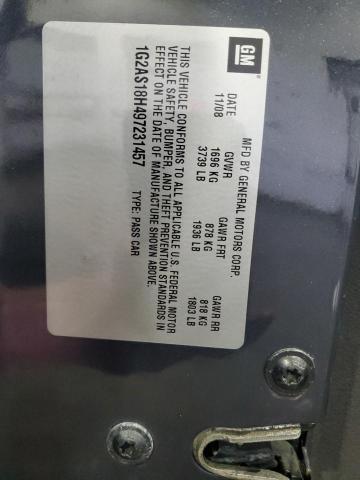 GM
MFD BY GENERAL MOTORS CORP.
DATE GVWR GAWR FRT GAWR RR
11/08 1696 KG 878 KG 818 KG
3739 LB 1936 LB 1803 LB
THIS VEHICLE CONFORMS TO ALL APPLICABLE U.S. FEDERAL MOTOR
VEHICLE SAFETY, BUMPER, AND THEFT PREVENTION STANDARDS IN
EFFECT ON THE DATE OF MANUFACTURE SHOWN ABOVE.
1G2AS18H497231457 TYPE: PASS CAR